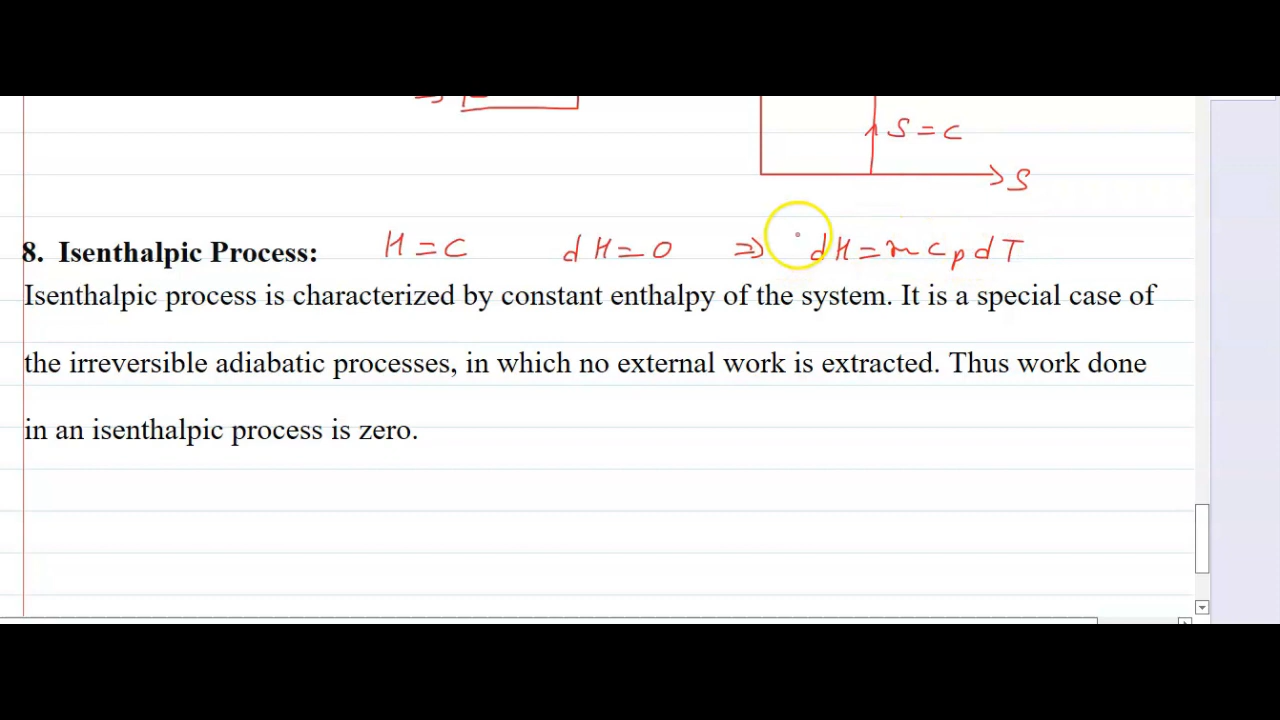 S = C
S
8. Isenthalpic Process: H = C dH = 0 ⇒ dH = m Cp dT
Isenthalpic process is characterized by constant enthalpy of the system. It is a special case of
the irreversible adiabatic processes, in which no external work is extracted. Thus work done
in an isenthalpic process is zero.